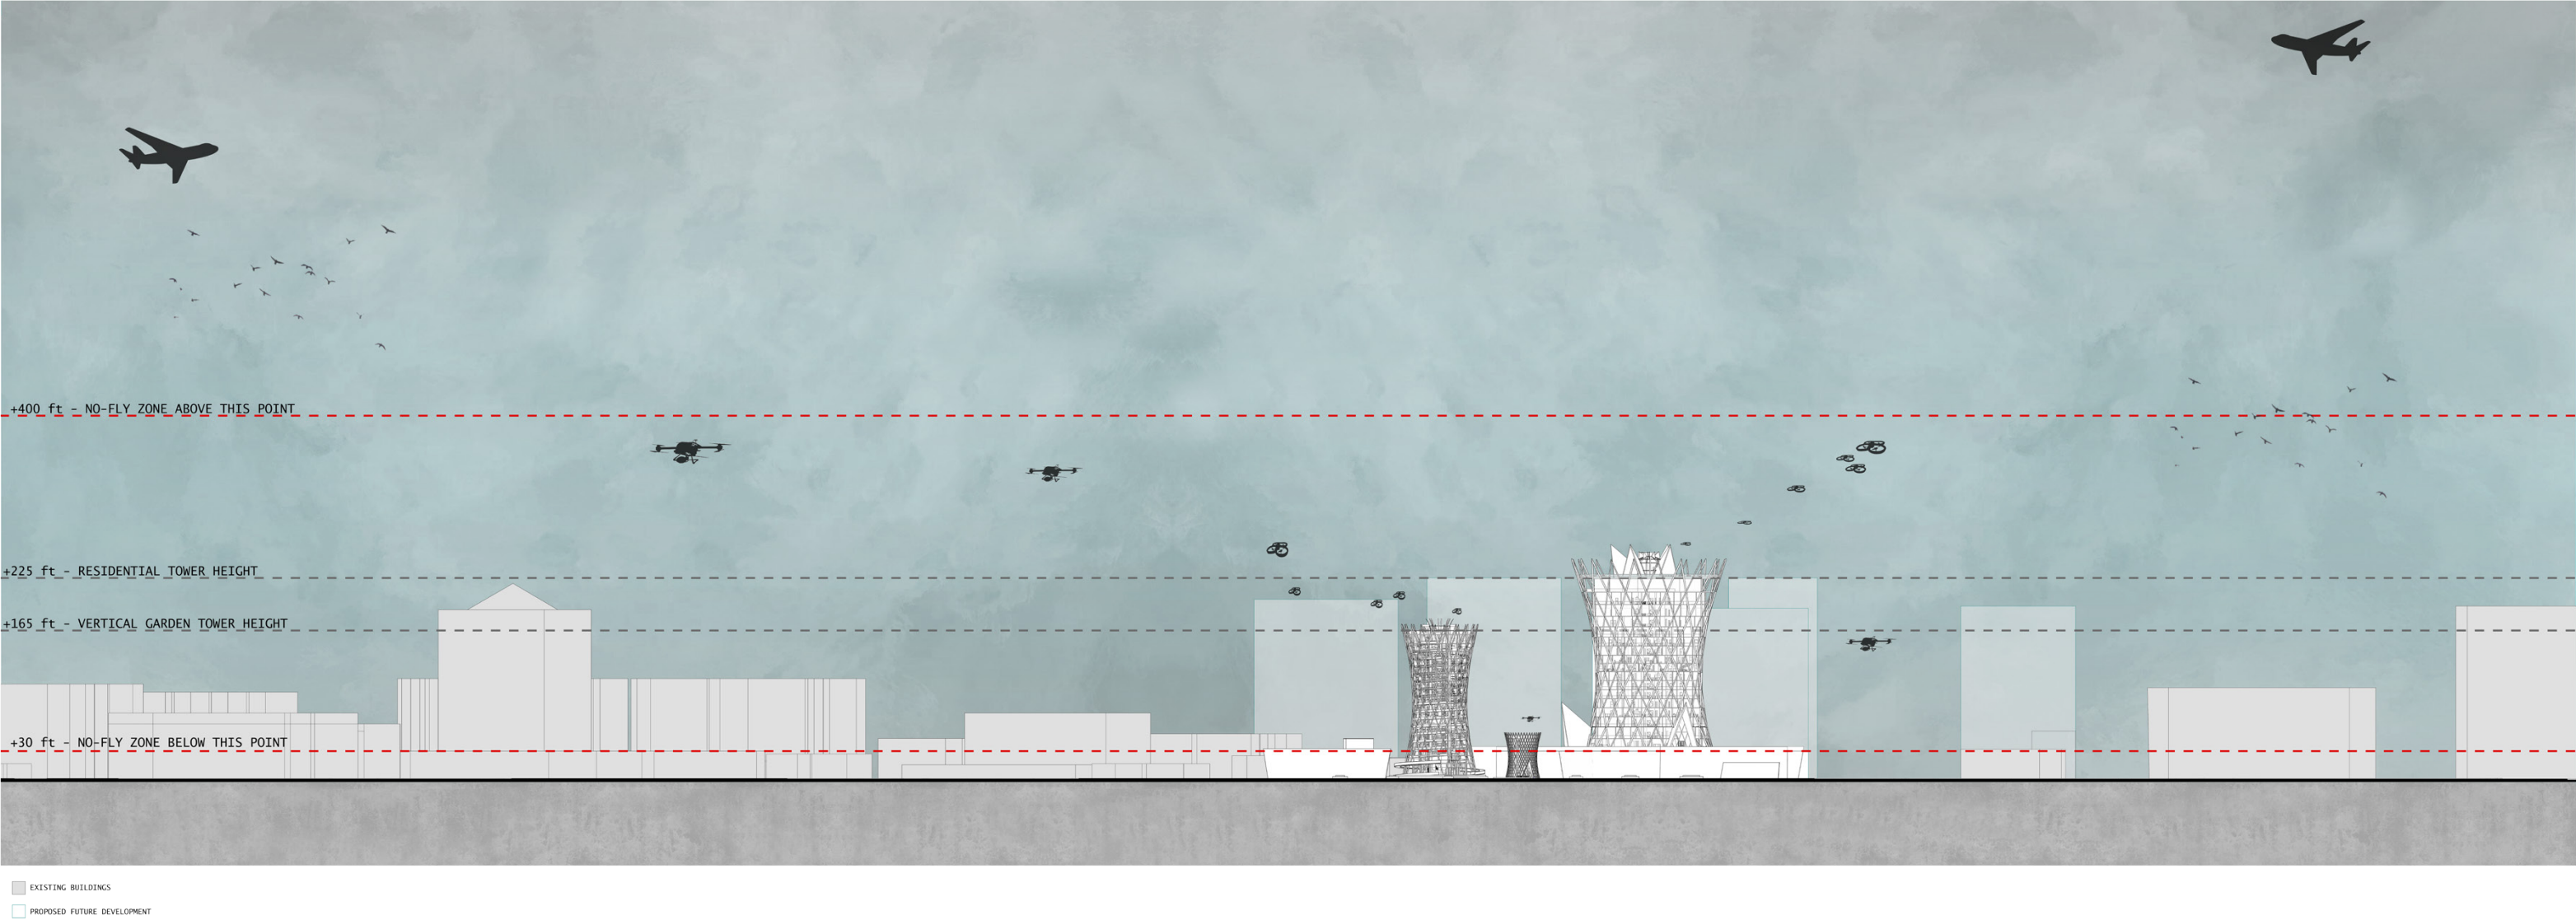 +400 ft - NO-FLY ZONE ABOVE THIS POINT
+225 ft - RESIDENTIAL TOWER HEIGHT
+165 ft - VERTICAL GARDEN TOWER HEIGHT
+30 ft - NO-FLY ZONE BELOW THIS POINT
EXISTING BUILDINGS
PROPOSED FUTURE DEVELOPMENT